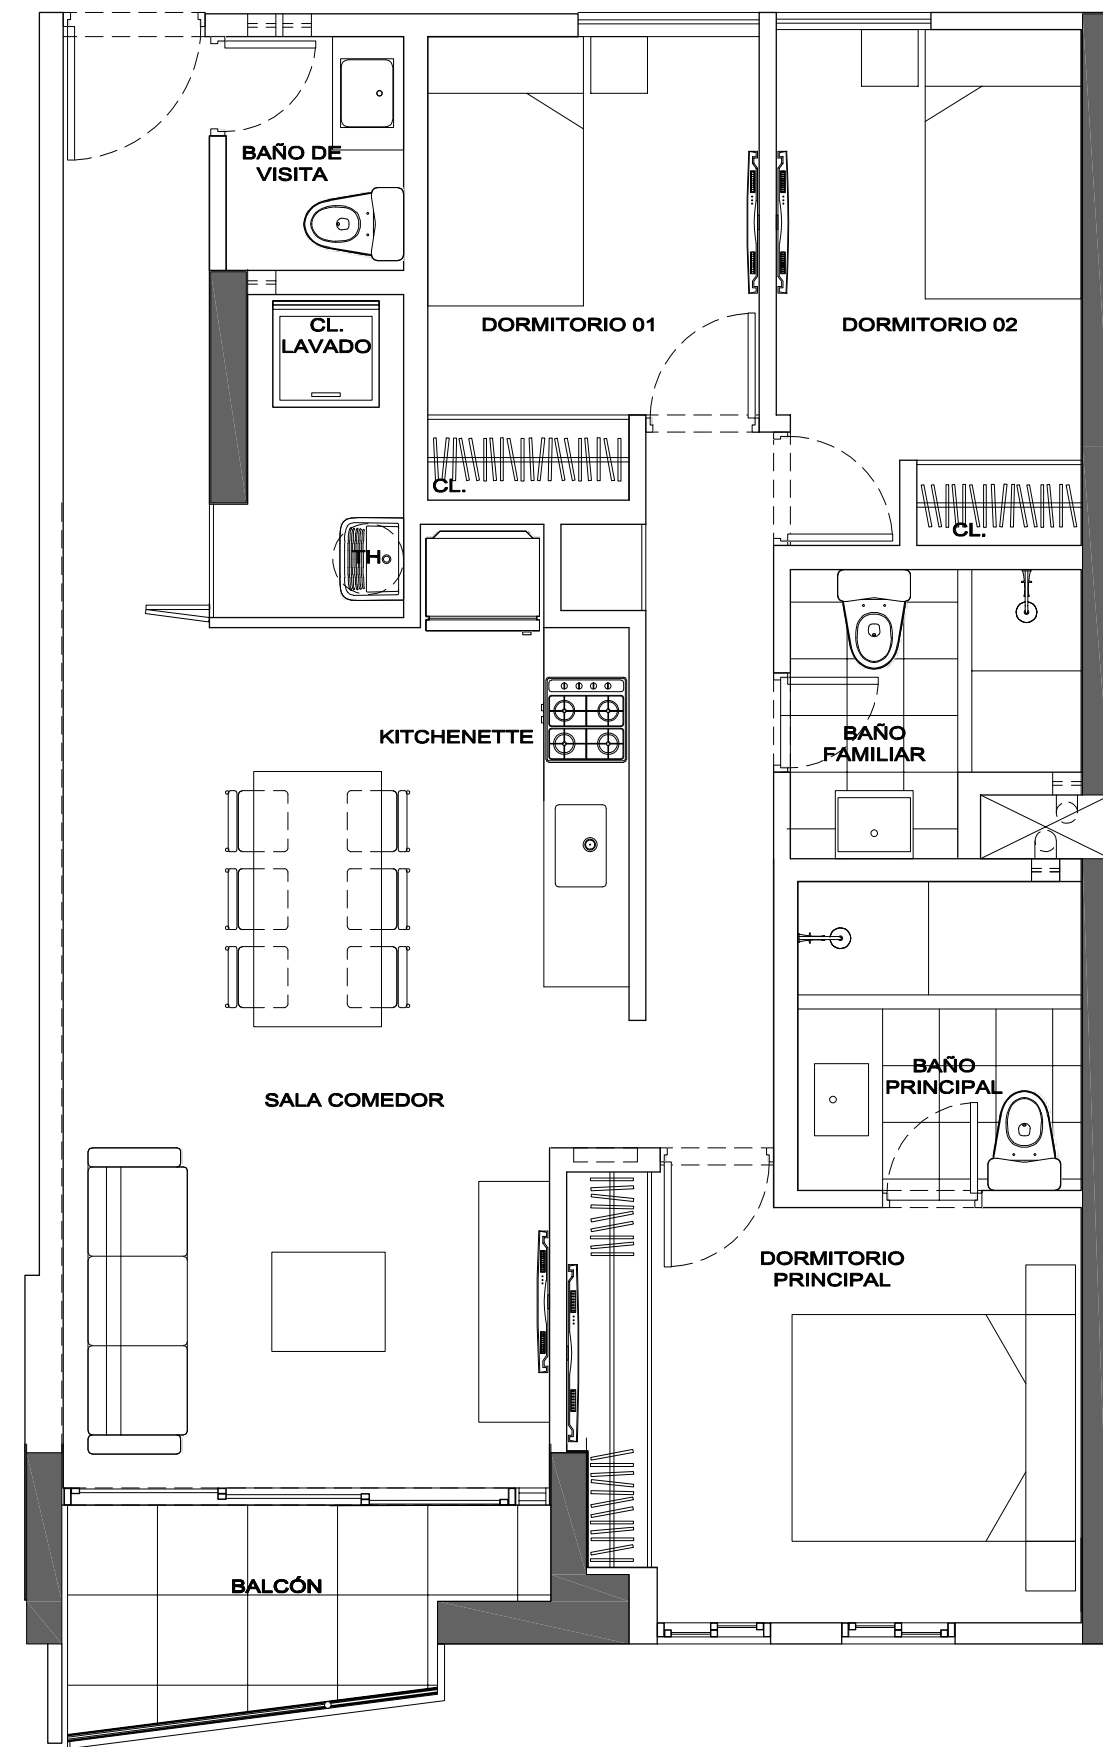 BAÑO DE
VISITA
CL.
LAVADO
DORMITORIO 01
DORMITORIO 02
CL.
CL.
TH
KITCHENETTE
BAÑO
FAMILIAR
BAÑO
PRINCIPAL
SALA COMEDOR
DORMITORIO
PRINCIPAL
BALCÓN